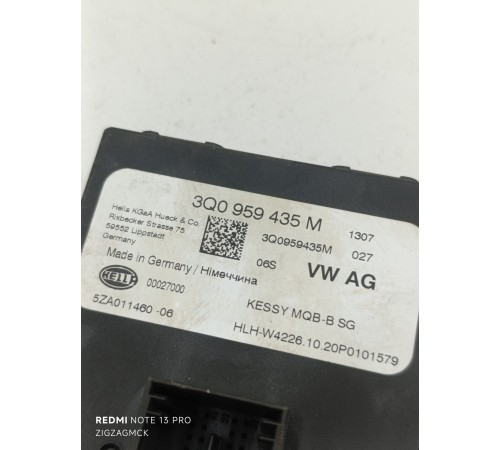 3Q0 959 435 M
1307
Hella KGaA Hueck & Co.
Rixbecker Strasse 75
59552 Lippstadt
Germany
3Q0959435M
027
06S
VW AG
Made in Germany / Німеччина
HELLA
00027000
KESSY MQB-B SG
5ZA011460 -06
HLH-W4226.10.20P0101579
REDMI NOTE 13 PRO
ZIGZAGMCK